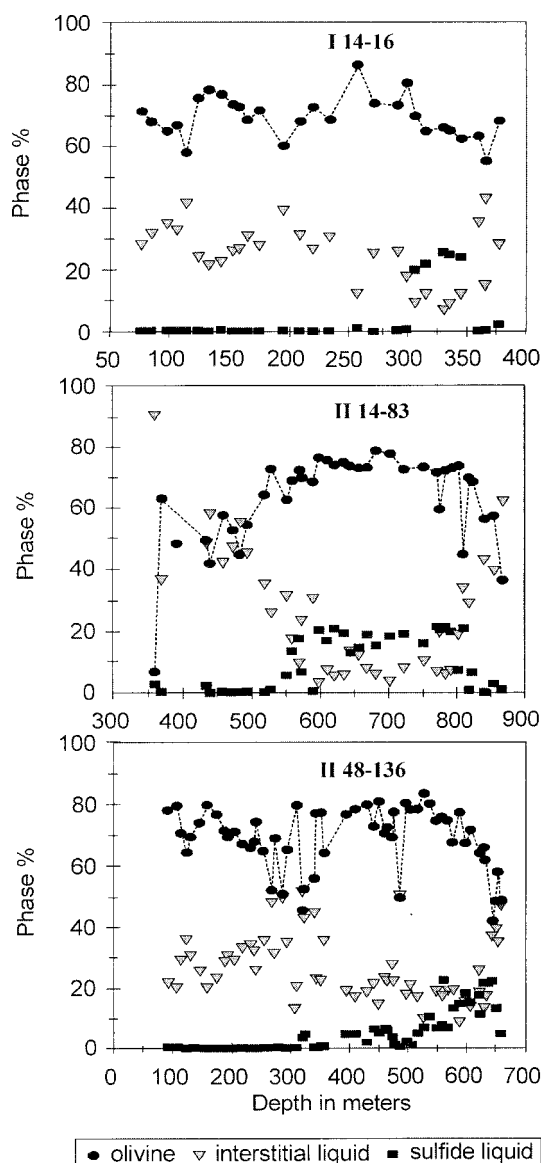 I 14-16
100
80
60
40
20
0
Phase %
50 100 150 200 250 300 350 400
II 14-83
100
80
60
40
20
0
Phase %
300 400 500 600 700 800 900
II 48-136
100
80
60
40
20
0
Phase %
0 100 200 300 400 500 600 700
Depth in meters
olivine interstitial liquid sulfide liquid